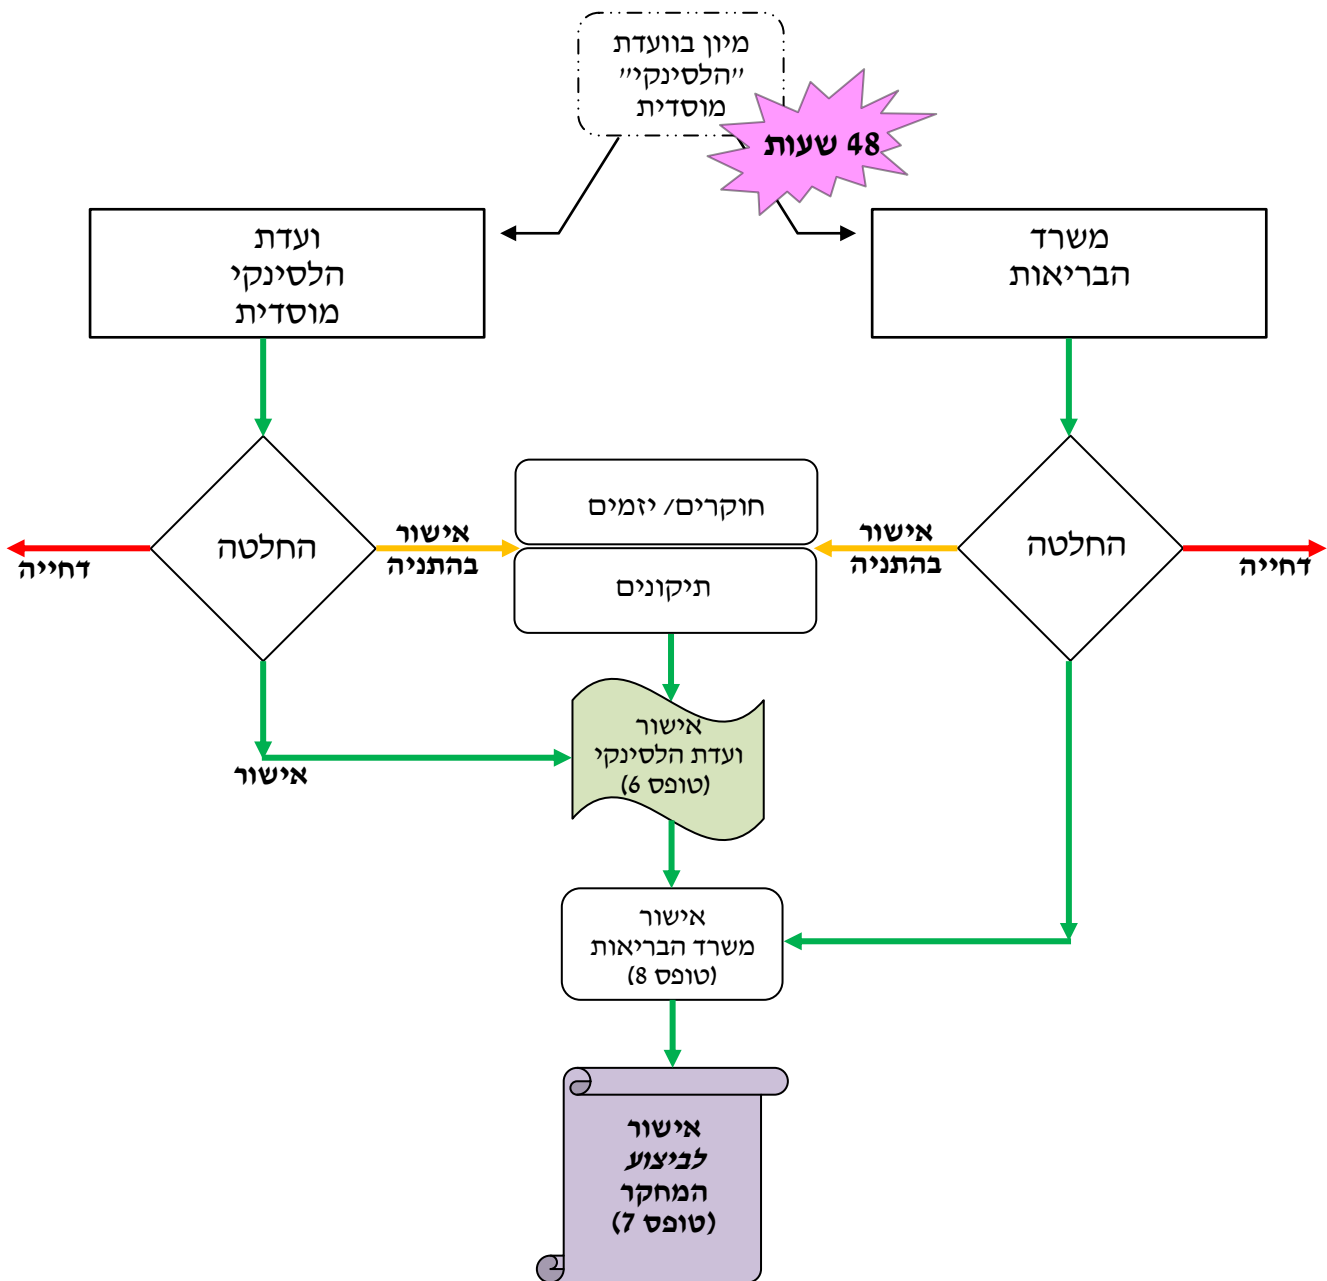 מיון בוועדת
"הלסינקי"
מוסדית
48 שעות
משרד
הבריאות
ועדת
הלסינקי
מוסדית
חוקרים/ יזמים
תיקונים
החלטה
החלטה
אישור
בהתניה
אישור
בהתניה
דחייה
דחייה
אישור
אישור
ועדת הלסינקי
(טופס 6)
אישור
משרד הבריאות
(טופס 8)
אישור
לביצוע
המחקר
(טופס 7)